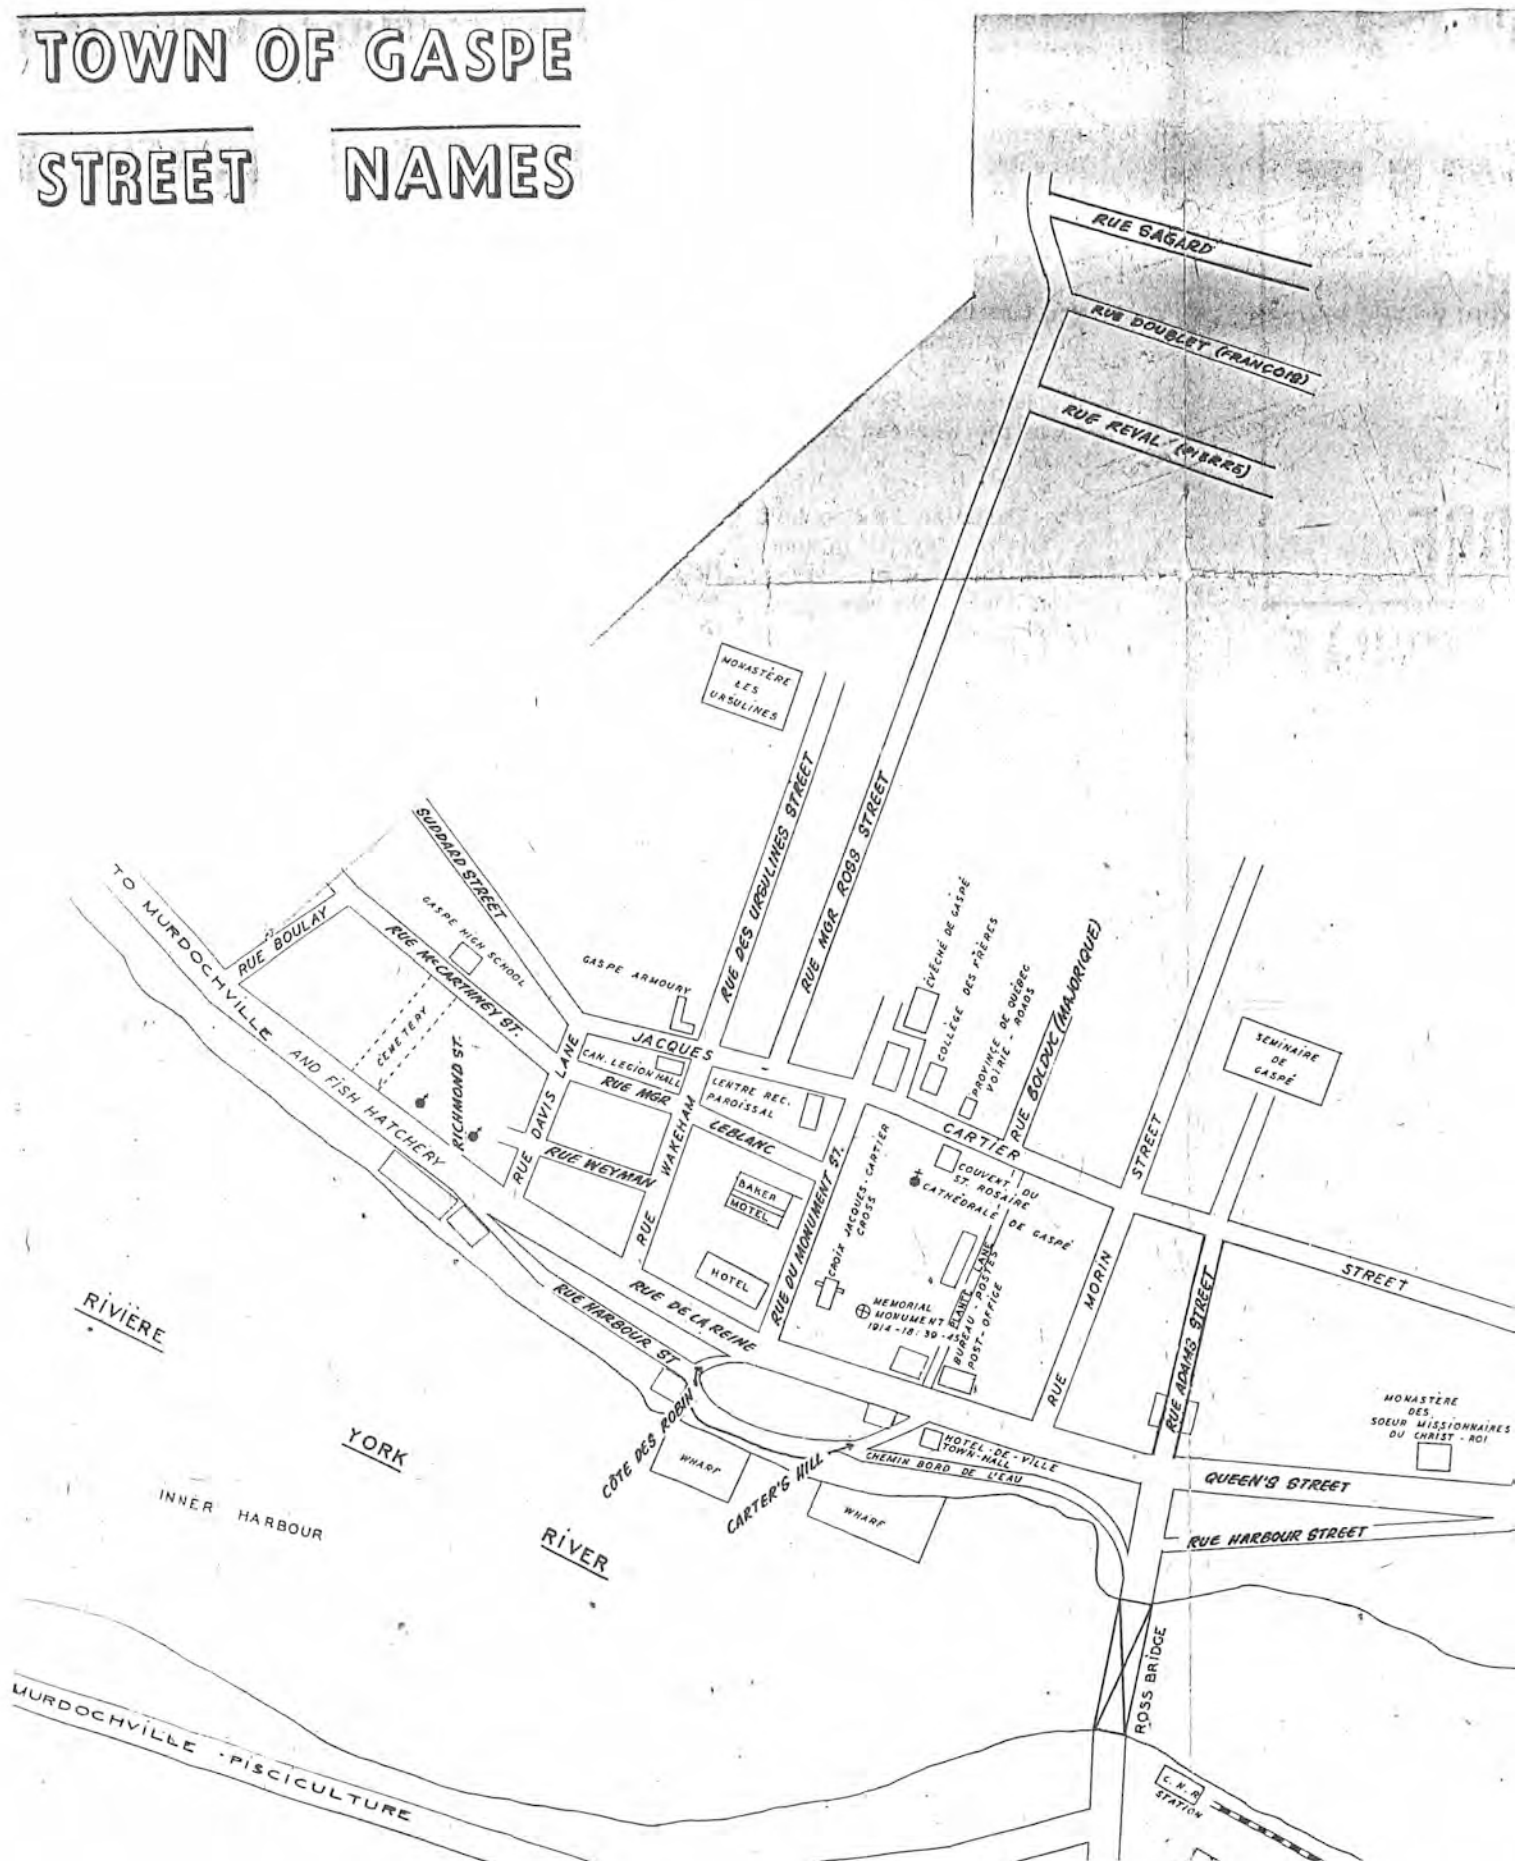 TOWN OF GASPE
STREET NAMES
RUE SAGARD
RUE DOUBLET (FRANÇOIS)
RUE REVAL (PIERRE)
MONASTÈRE
LES
URSULINES
RUE DES URSULINES STREET
RUE MGR ROSS STREET
SUDDARD STREET
GASPE HIGH SCHOOL
GASPE ARMOURY
TO MURDOCHVILLE AND FISH HATCHERY
RUE BOULAY
RUE McCARTHNEY ST.
CEMETERY
RICHMOND ST.
RUE DAVIS LANE
JACQUES CARTIER STREET
CAN. LEGION HALL
RUE MGR LEBLANC
RUE WEYMAN
RUE WAKEHAM
CENTRE REC.
PAROISSAL
ÉVÊCHÉ DE GASPÉ
COLLÈGE DES FRÈRES
PROVINCE DE QUÉBEC
VOIRIE - ROADS
RUE BOLDUC (MAJORIQUE)
SEMINAIRE
DE
GASPÉ
BAKER
MOTEL
HOTEL
RUE DU MONUMENT ST.
CROIX JACQUES-CARTIER
CROSS
COUVENT DU
ST. ROSAIRE
CATHÉDRALE DE GASPÉ
MEMORIAL
MONUMENT
1914-18: 39-45
PLANTE LANE
BUREAU-POSTES
POST-OFFICE
RUE MORIN STREET
RUE ADAMS STREET
RUE DE LA REINE
RUE HARBOUR ST
CÔTE DES ROBIN
WHARF
CARTER'S HILL
HOTEL-DE-VILLE
TOWN-HALL
CHEMIN BORD DE L'EAU
WHARF
MONASTÈRE
DES
SOEUR MISSIONNAIRES
DU CHRIST-ROI
QUEEN'S STREET
RUE HARBOUR STREET
RIVIÈRE
YORK
RIVER
INNER HARBOUR
ROSS BRIDGE
MURDOCHVILLE - PISCICULTURE
C.N.R
STATION